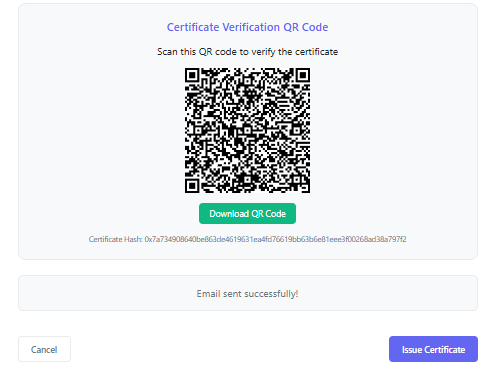 Certificate Verification QR Code
Scan this QR code to verify the certificate
Download QR Code
Certificate Hash: 0x7a734908640be863de4619631ea4fd76619bb63b6e81eee3f00268ad38a797f2
Email sent successfully!
Cancel
Issue Certificate